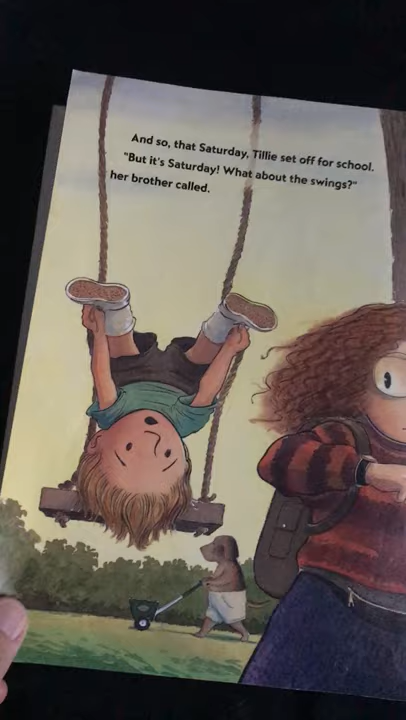 And so, that Saturday, Tillie set off for school.
"But it's Saturday! What about the swings?"
her brother called.